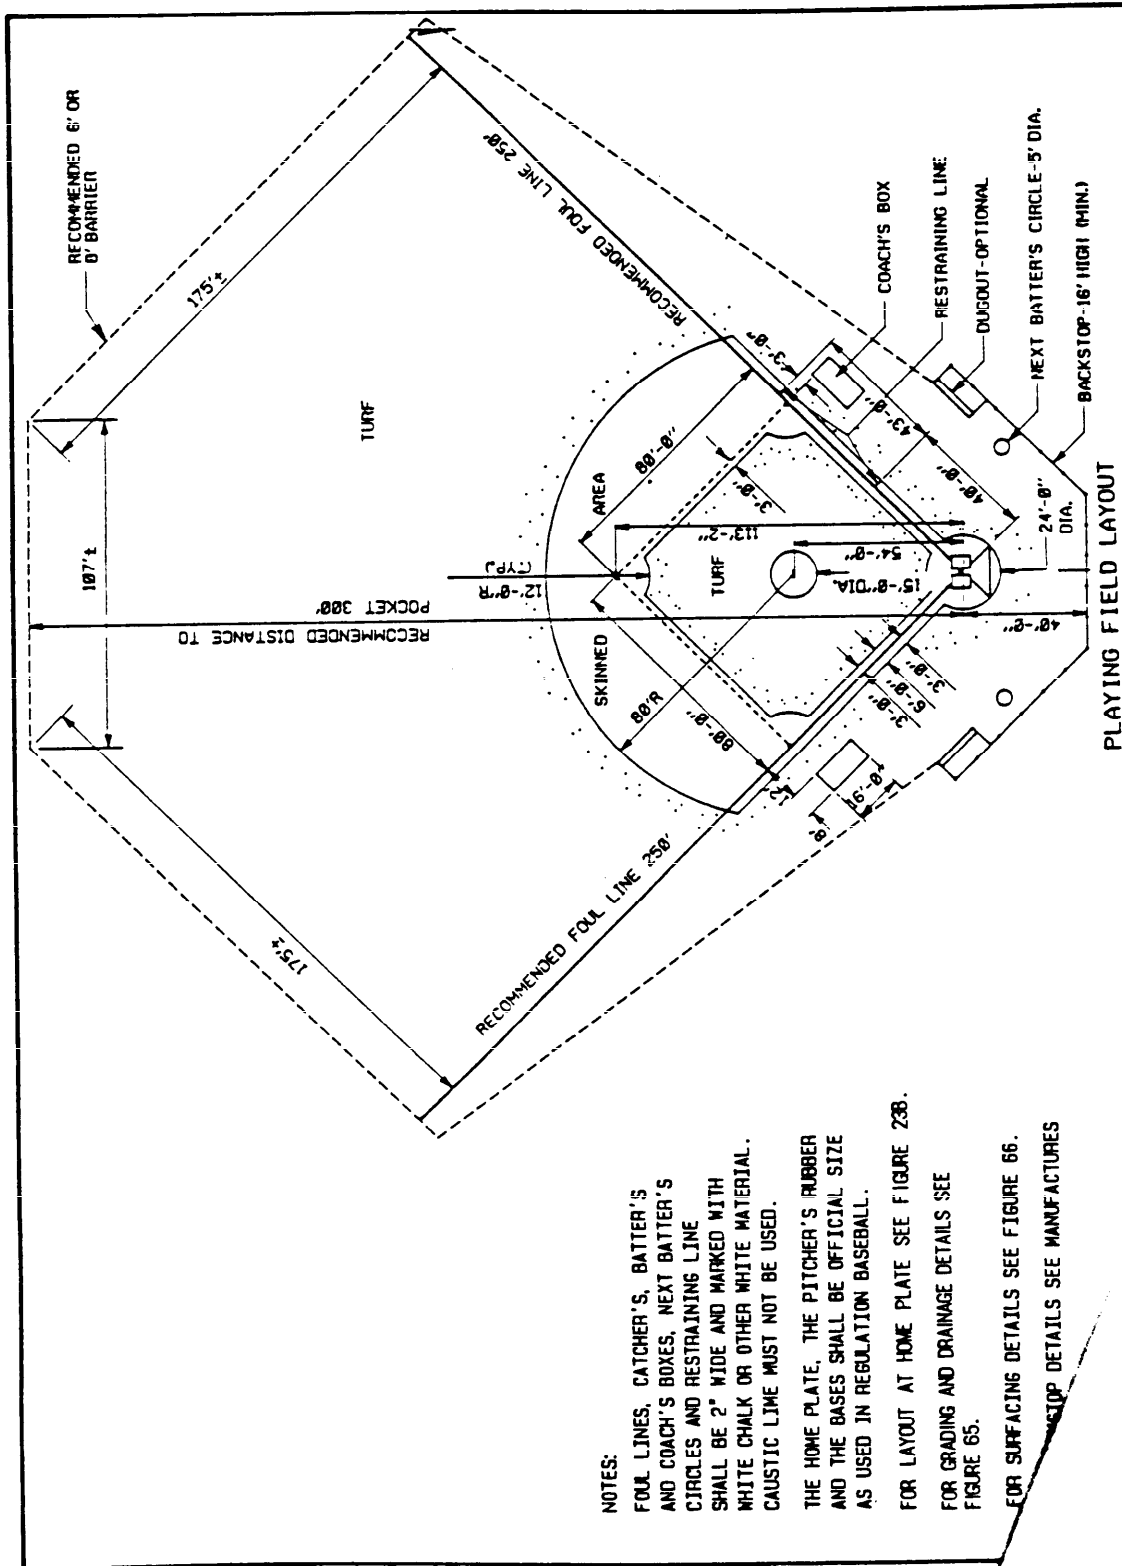 RECOMMENDED 6' OR
8' BARRIER
175'±
107'±
175'±
TURF
RECOMMENDED FOUL LINE 250'
RECOMMENDED FOUL LINE 250'
RECOMMENDED DISTANCE TO
POCKET 300'
12'-0"R
(TYP.)
SKINNED
AREA
80'-0"
80'-0"
80'R
3'-0"
3'-0"
113'-2"
TURF
54'-0"
15'-0"DIA.
43'-0"
40'-0"
24'-0"
DIA.
40'-0"
3'-0"
6'-0"
3'-0"
12'
16'-0"
8'
COACH'S BOX
RESTRAINING LINE
DUGOUT-OPTIONAL
NEXT BATTER'S CIRCLE-5' DIA.
BACKSTOP-16' HIGH (MIN.)
PLAYING FIELD LAYOUT
NOTES:
FOUL LINES, CATCHER'S, BATTER'S
AND COACH'S BOXES, NEXT BATTER'S
CIRCLES AND RESTRAINING LINE
SHALL BE 2" WIDE AND MARKED WITH
WHITE CHALK OR OTHER WHITE MATERIAL.
CAUSTIC LIME MUST NOT BE USED.
THE HOME PLATE, THE PITCHER'S RUBBER
AND THE BASES SHALL BE OFFICIAL SIZE
AS USED IN REGULATION BASEBALL.
FOR LAYOUT AT HOME PLATE SEE FIGURE 23B.
FOR GRADING AND DRAINAGE DETAILS SEE
FIGURE 65.
FOR SURFACING DETAILS SEE FIGURE 66.
DETAILS SEE MANUFACTURES